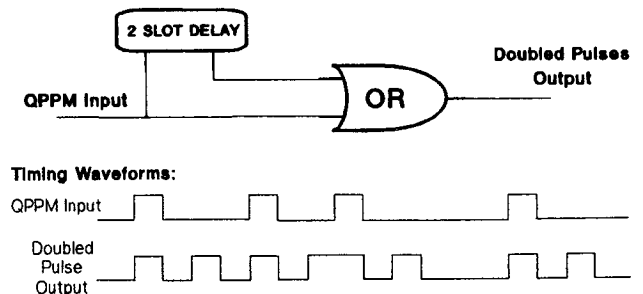 2 SLOT DELAY
Doubled Pulses
Output
QPPM Input
OR
Timing Waveforms:
QPPM Input
Doubled
Pulse
Output